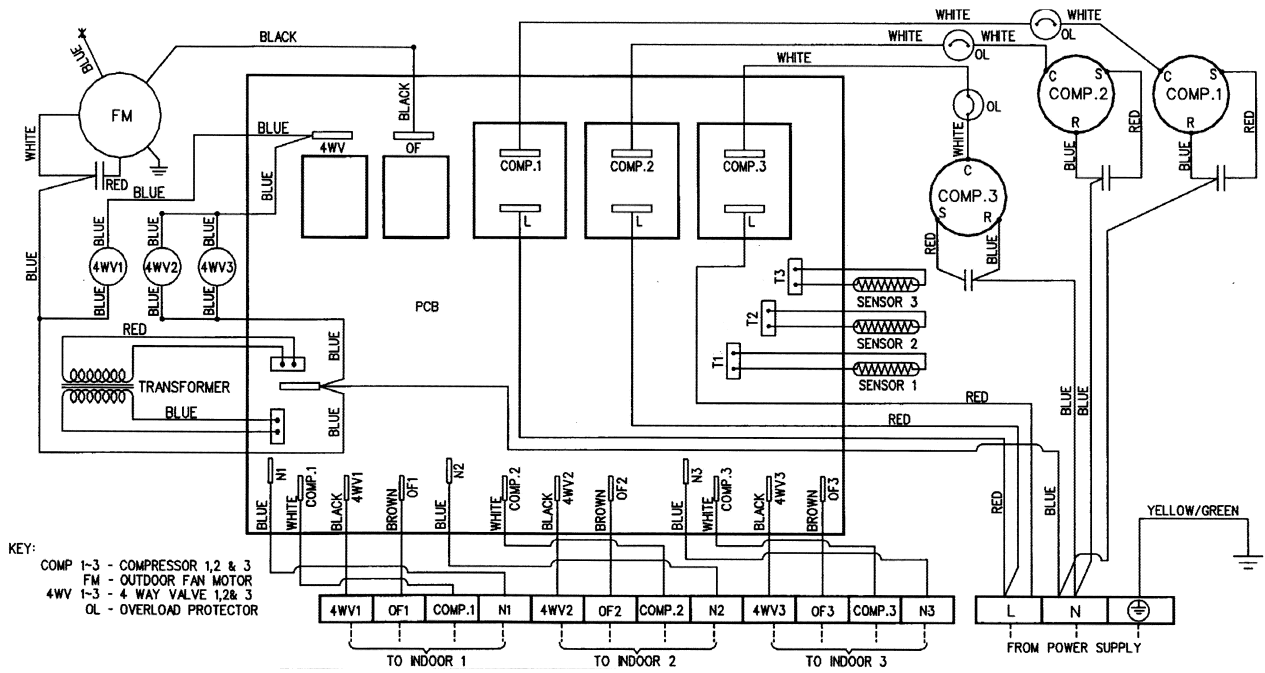 WHITE WHITE
BLACK WHITE WHITE OL
BLUE WHITE OL
C S C S
FM BLACK COMP.2 COMP.1
OL
WHITE BLUE R RED R RED
4WV OF COMP.1 COMP.2 COMP.3 WHITE BLUE BLUE
RED BLUE BLUE C
COMP.3
L L L S R
BLUE BLUE BLUE RED BLUE
4WV1 4WV2 4WV3
BLUE BLUE BLUE BLUE T3
PCB SENSOR 3
RED T2
BLUE SENSOR 2
T1
TRANSFORMER SENSOR 1
BLUE BLUE RED BLUE BLUE
RED
N1 COMP.1 4WV1 OF1 N2 COMP.2 4WV2 OF2 N3 COMP.3 4WV3 OF3
BLUE WHITE BLACK BROWN BLUE WHITE BLACK BROWN BLUE WHITE BLACK BROWN
RED BLUE YELLOW/GREEN
KEY:
COMP 1~3 - COMPRESSOR 1,2 & 3
FM - OUTDOOR FAN MOTOR
4WV 1~3 - 4 WAY VALVE 1,2& 3
OL - OVERLOAD PROTECTOR
4WV1 OF1 COMP.1 N1 4WV2 OF2 COMP.2 N2 4WV3 OF3 COMP.3 N3 L N
TO INDOOR 1 TO INDOOR 2 TO INDOOR 3 FROM POWER SUPPLY